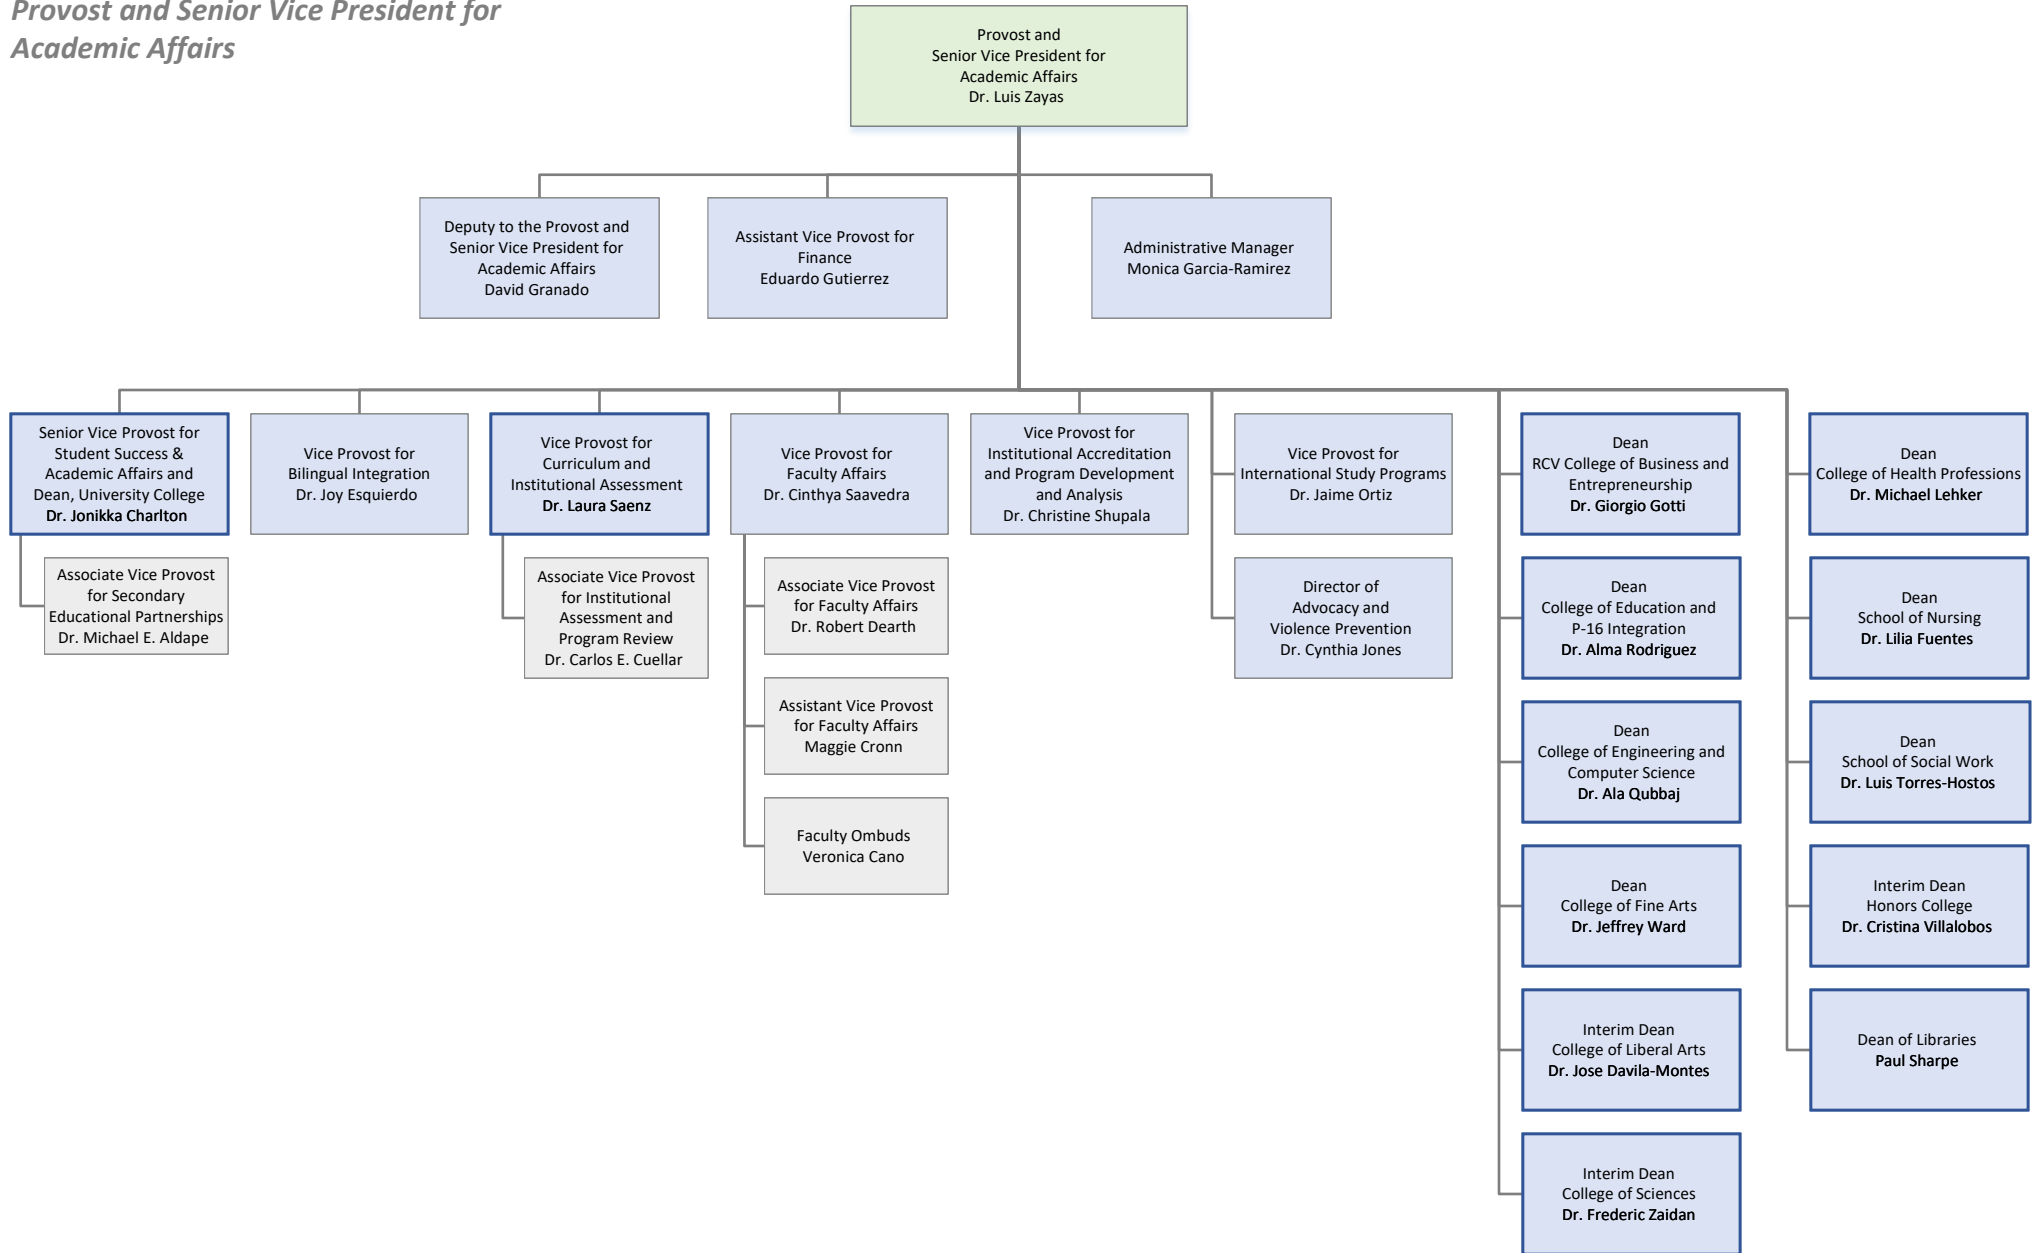 Provost and Senior Vice President for
Academic Affairs
Provost and
Senior Vice President for
Academic Affairs
Dr. Luis Zayas
Deputy to the Provost and
Senior Vice President for
Academic Affairs
David Granado
Assistant Vice Provost for
Finance
Eduardo Gutierrez
Administrative Manager
Monica Garcia-Ramirez
Senior Vice Provost for
Student Success &
Academic Affairs and
Dean, University College
Dr. Jonikka Charlton
Associate Vice Provost
for Secondary
Educational Partnerships
Dr. Michael E. Aldape
Vice Provost for
Bilingual Integration
Dr. Joy Esquierdo
Vice Provost for
Curriculum and
Institutional Assessment
Dr. Laura Saenz
Associate Vice Provost
for Institutional
Assessment and
Program Review
Dr. Carlos E. Cuellar
Vice Provost for
Faculty Affairs
Dr. Cinthya Saavedra
Associate Vice Provost
for Faculty Affairs
Dr. Robert Dearth
Assistant Vice Provost
for Faculty Affairs
Maggie Cronn
Faculty Ombuds
Veronica Cano
Vice Provost for
Institutional Accreditation
and Program Development
and Analysis
Dr. Christine Shupala
Vice Provost for
International Study Programs
Dr. Jaime Ortiz
Director of
Advocacy and
Violence Prevention
Dr. Cynthia Jones
Dean
RCV College of Business and
Entrepreneurship
Dr. Giorgio Gotti
Dean
College of Education and
P-16 Integration
Dr. Alma Rodriguez
Dean
College of Engineering and
Computer Science
Dr. Ala Qubbaj
Dean
College of Fine Arts
Dr. Jeffrey Ward
Interim Dean
College of Liberal Arts
Dr. Jose Davila-Montes
Interim Dean
College of Sciences
Dr. Frederic Zaidan
Dean
College of Health Professions
Dr. Michael Lehker
Dean
School of Nursing
Dr. Lilia Fuentes
Dean
School of Social Work
Dr. Luis Torres-Hostos
Interim Dean
Honors College
Dr. Cristina Villalobos
Dean of Libraries
Paul Sharpe